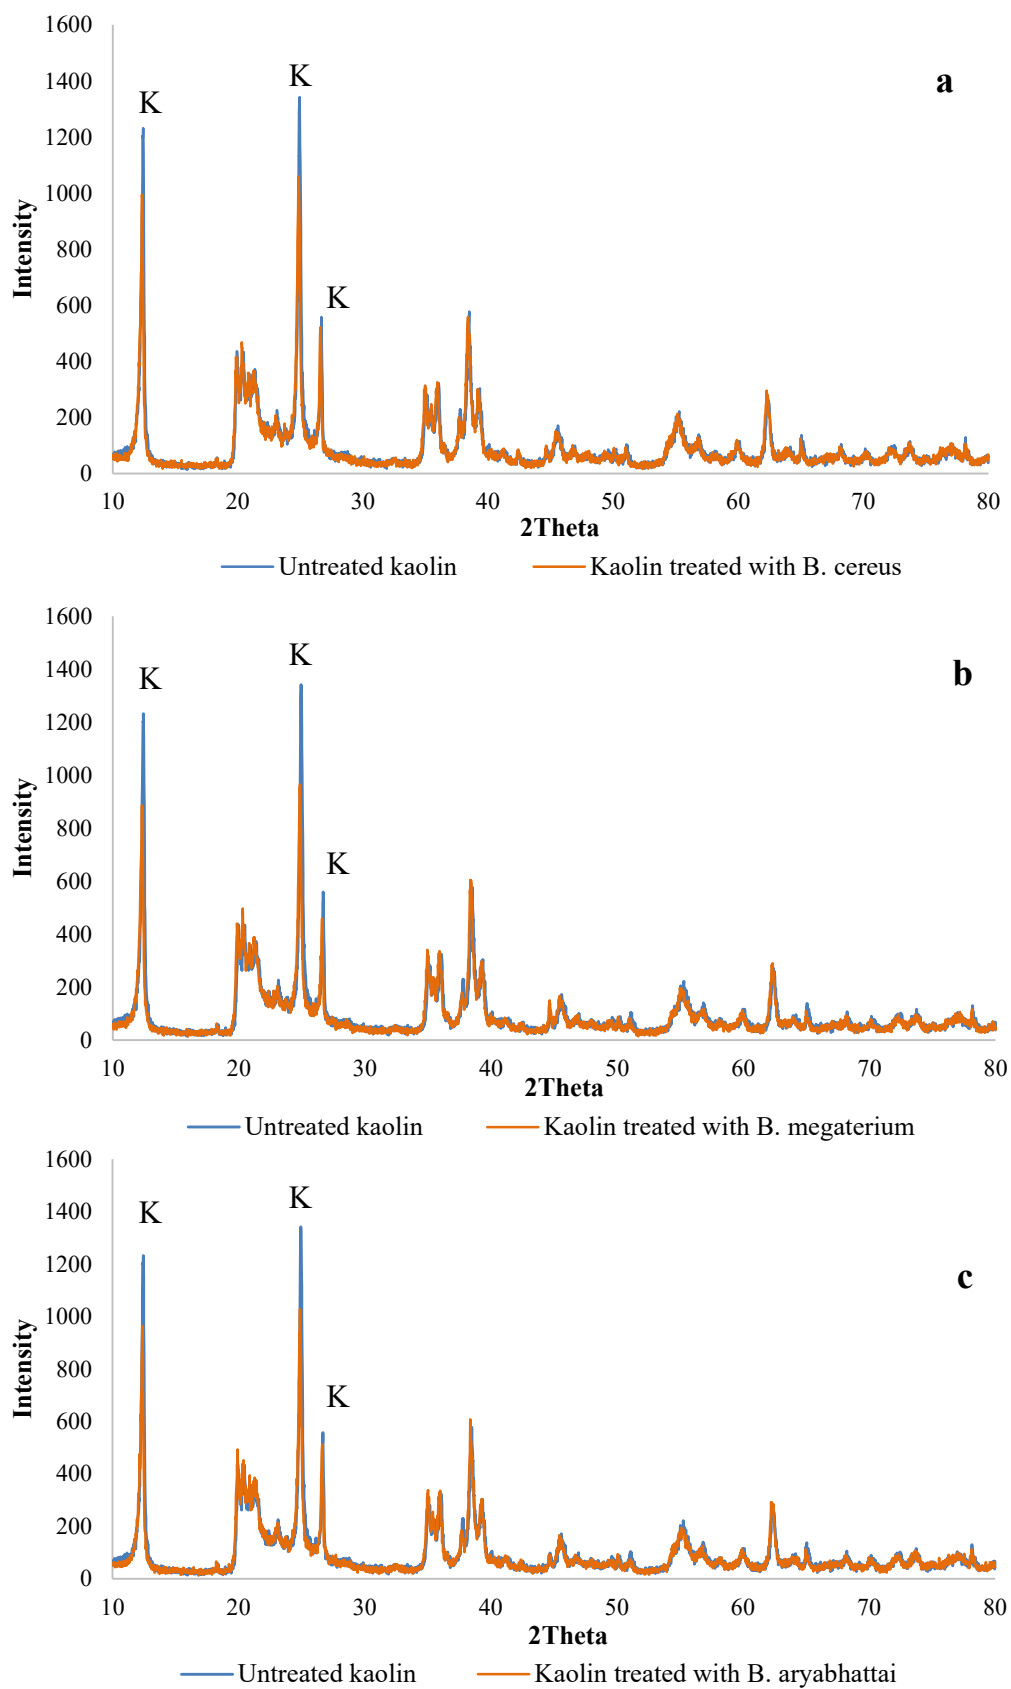 1600
1400
1200
1000
800
600
400
200
0
Intensity
K
K
K
a
10 20 30 40 50 60 70 80
2Theta
Untreated kaolin Kaolin treated with B. cereus
1600
1400
1200
1000
800
600
400
200
0
Intensity
K
K
K
b
10 20 30 40 50 60 70 80
2Theta
Untreated kaolin Kaolin treated with B. megaterium
1600
1400
1200
1000
800
600
400
200
0
Intensity
K
K
K
c
10 20 30 40 50 60 70 80
2Theta
Untreated kaolin Kaolin treated with B. aryabhattai